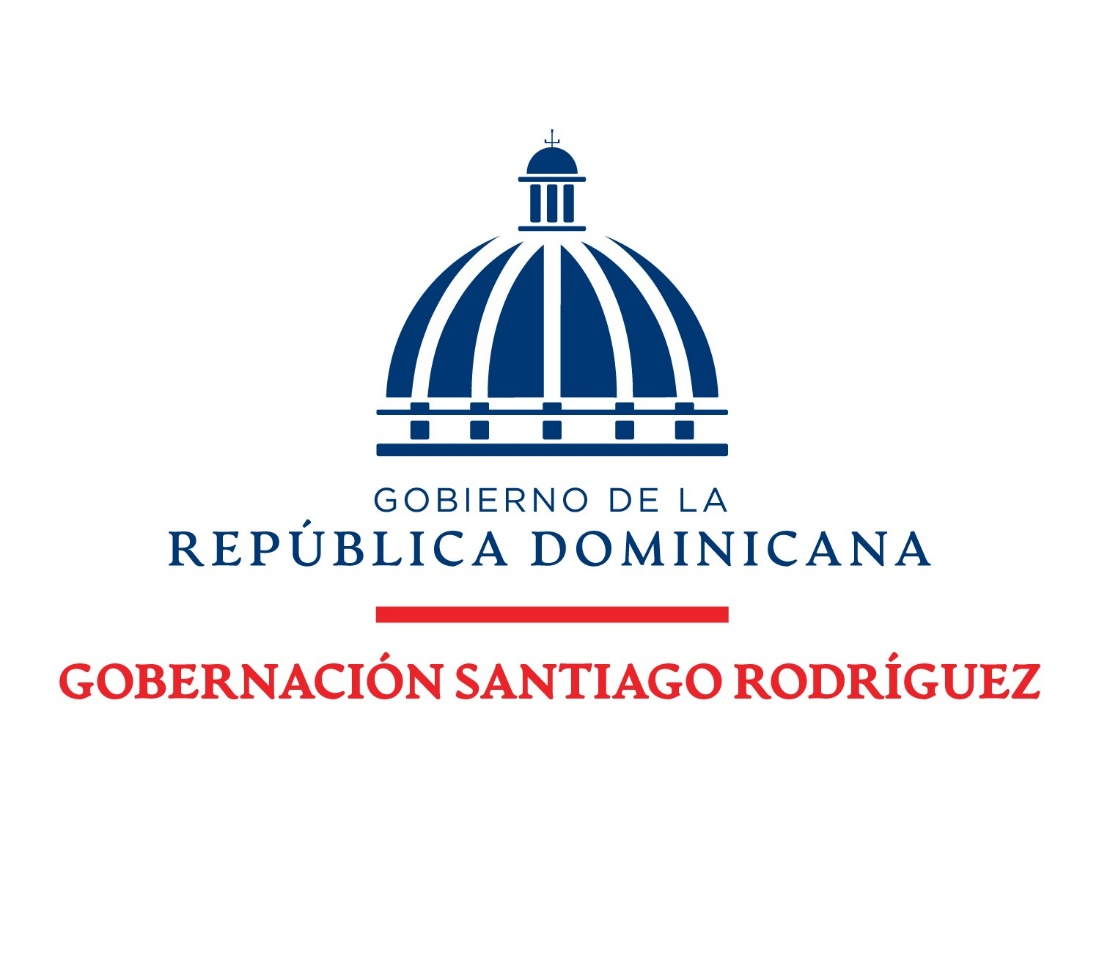 GOBIERNO DE LA
REPÚBLICA DOMINICANA
GOBERNACIÓN SANTIAGO RODRÍGUEZ